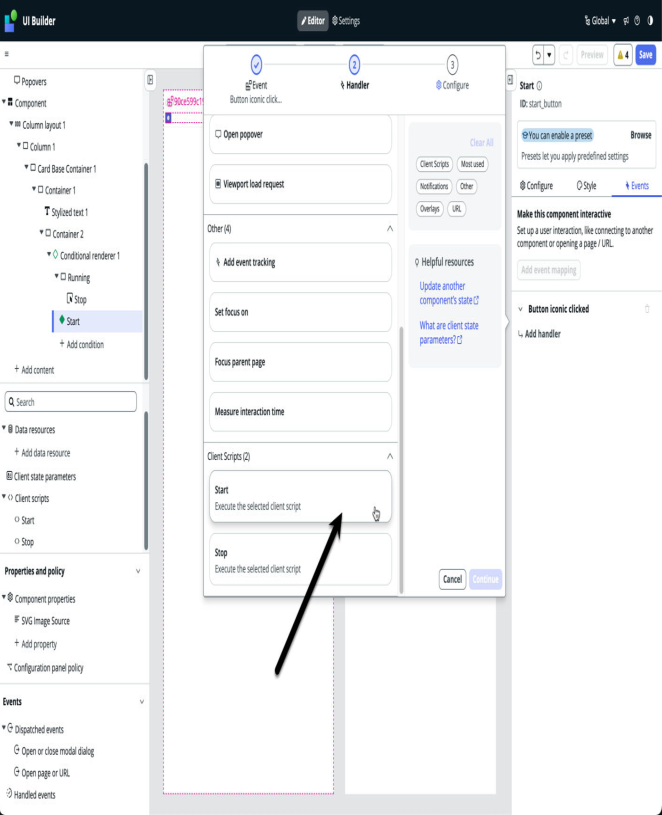 UI Builder
Editor
Settings
Global
Preview
4
Save
Popovers
Component
Column layout 1
Column 1
Card Base Container 1
Container 1
Stylized text 1
Container 2
Conditional renderer 1
Running
Stop
Start
+ Add condition
+ Add content
Search
Data resources
+ Add data resource
Client state parameters
Client scripts
Start
Stop
Properties and policy
Component properties
SVG Image Source
+ Add property
Configuration panel policy
Events
Dispatched events
Open or close modal dialog
Open page or URL
Handled events
2
3
Event
Handler
Configure
Button iconic click...
Open popover
Viewport load request
Other (4)
Add event tracking
Set focus on
Focus parent page
Measure interaction time
Client Scripts (2)
Start
Execute the selected client script
Stop
Execute the selected client script
Clear All
Client Scripts
Most used
Notifications
Other
Overlays
URL
Helpful resources
Update another
component's state
What are client state
parameters?
Cancel
Continue
Start
ID: start_button
You can enable a preset
Browse
Presets let you apply predefined settings
Configure
Style
Events
Make this component interactive
Set up a user interaction, like connecting to another
component or opening a page / URL.
Add event mapping
Button iconic clicked
Add handler